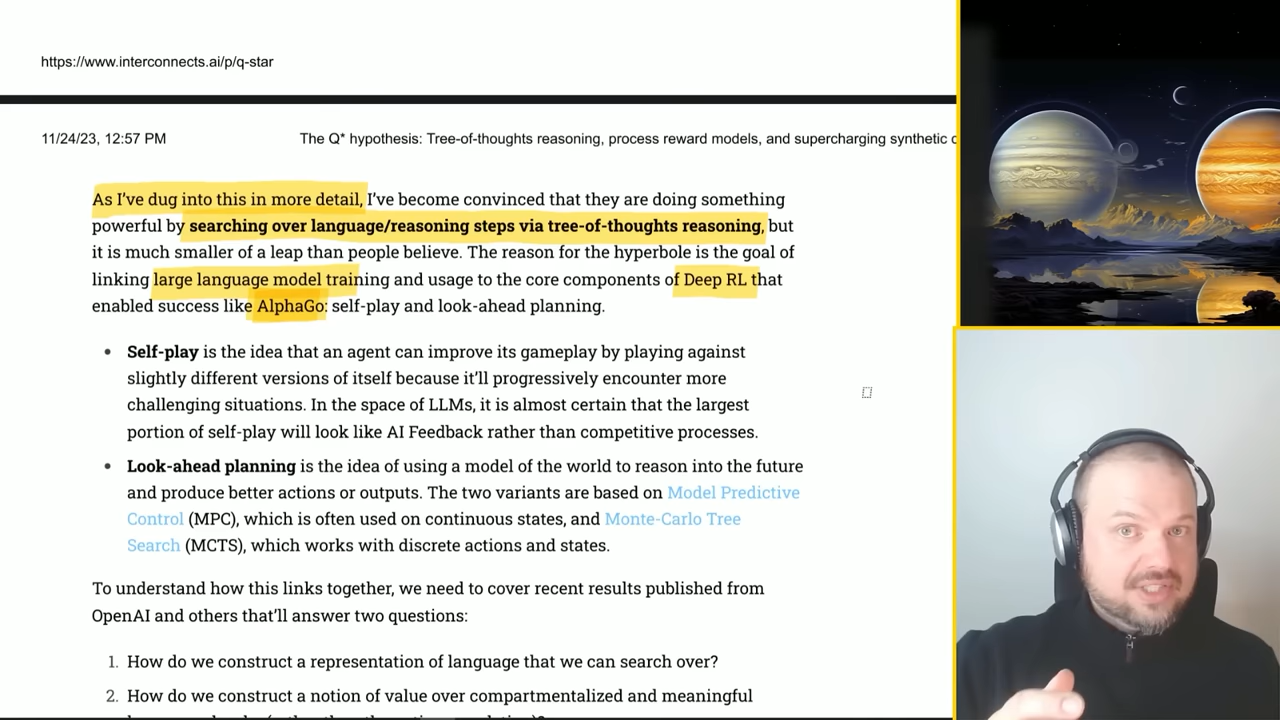 https://www.interconnects.ai/p/q-star
11/24/23, 12:57 PM
The Q* hypothesis: Tree-of-thoughts reasoning, process reward models, and supercharging synthetic
As I’ve dug into this in more detail, I’ve become convinced that they are doing something
powerful by searching over language/reasoning steps via tree-of-thoughts reasoning, but
it is much smaller of a leap than people believe. The reason for the hyperbole is the goal of
linking large language model training and usage to the core components of Deep RL that
enabled success like AlphaGo: self-play and look-ahead planning.
• Self-play is the idea that an agent can improve its gameplay by playing against
slightly different versions of itself because it’ll progressively encounter more
challenging situations. In the space of LLMs, it is almost certain that the largest
portion of self-play will look like AI Feedback rather than competitive processes.
• Look-ahead planning is the idea of using a model of the world to reason into the future
and produce better actions or outputs. The two variants are based on Model Predictive
Control (MPC), which is often used on continuous states, and Monte-Carlo Tree
Search (MCTS), which works with discrete actions and states.
To understand how this links together, we need to cover recent results published from
OpenAI and others that’ll answer two questions:
1. How do we construct a representation of language that we can search over?
2. How do we construct a notion of value over compartmentalized and meaningful